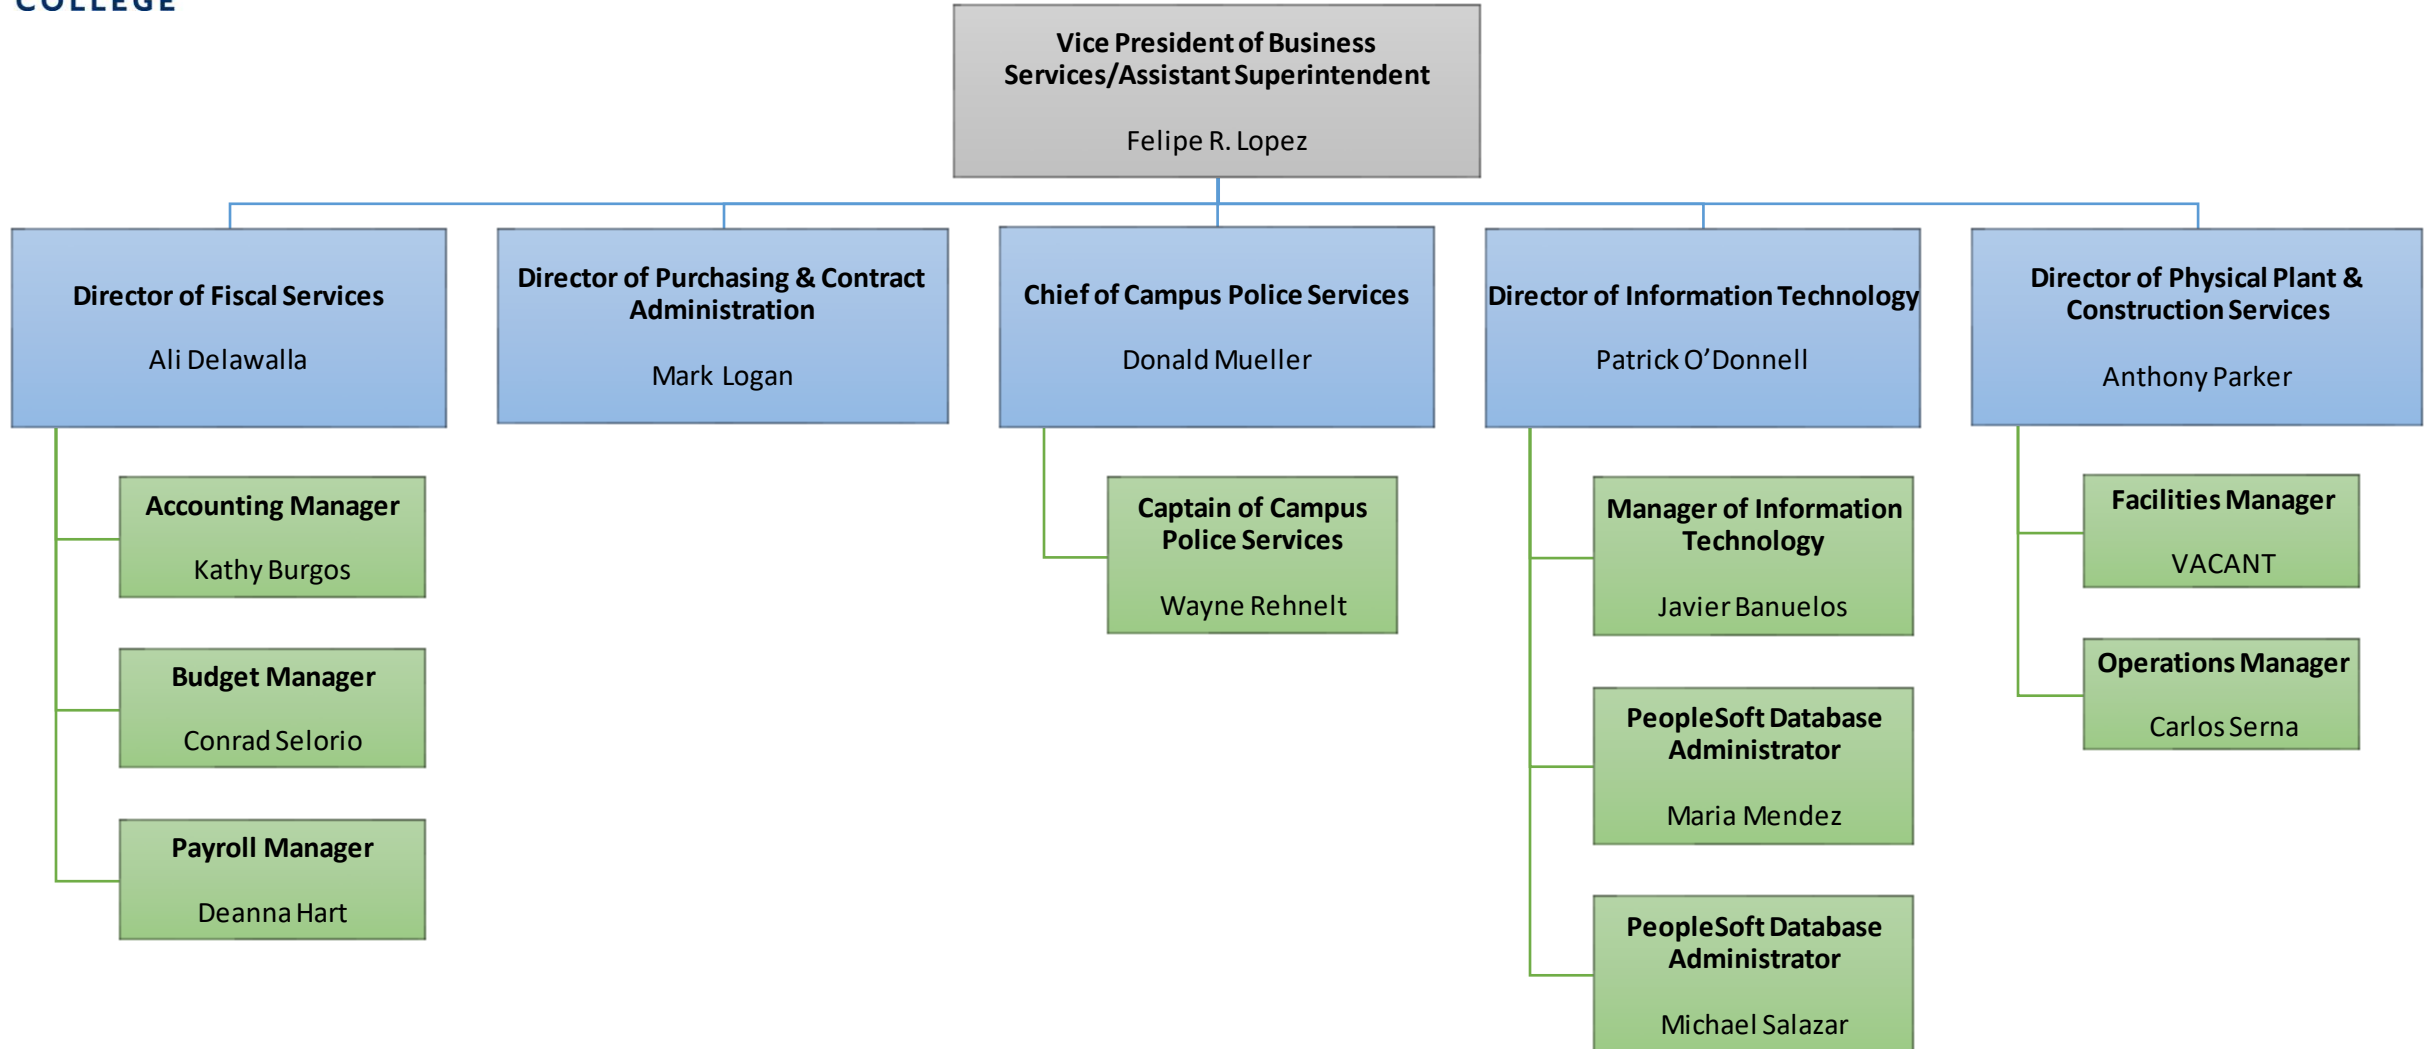 COLLEGE
Vice President of Business
Services/Assistant Superintendent
Felipe R. Lopez
Director of Fiscal Services
Ali Delawalla
Director of Purchasing & Contract
Administration
Mark Logan
Chief of Campus Police Services
Donald Mueller
Director of Information Technology
Patrick O’Donnell
Director of Physical Plant &
Construction Services
Anthony Parker
Accounting Manager
Kathy Burgos
Budget Manager
Conrad Selorio
Payroll Manager
Deanna Hart
Captain of Campus
Police Services
Wayne Rehnelt
Manager of Information
Technology
Javier Banuelos
PeopleSoft Database
Administrator
Maria Mendez
PeopleSoft Database
Administrator
Michael Salazar
Facilities Manager
VACANT
Operations Manager
Carlos Serna